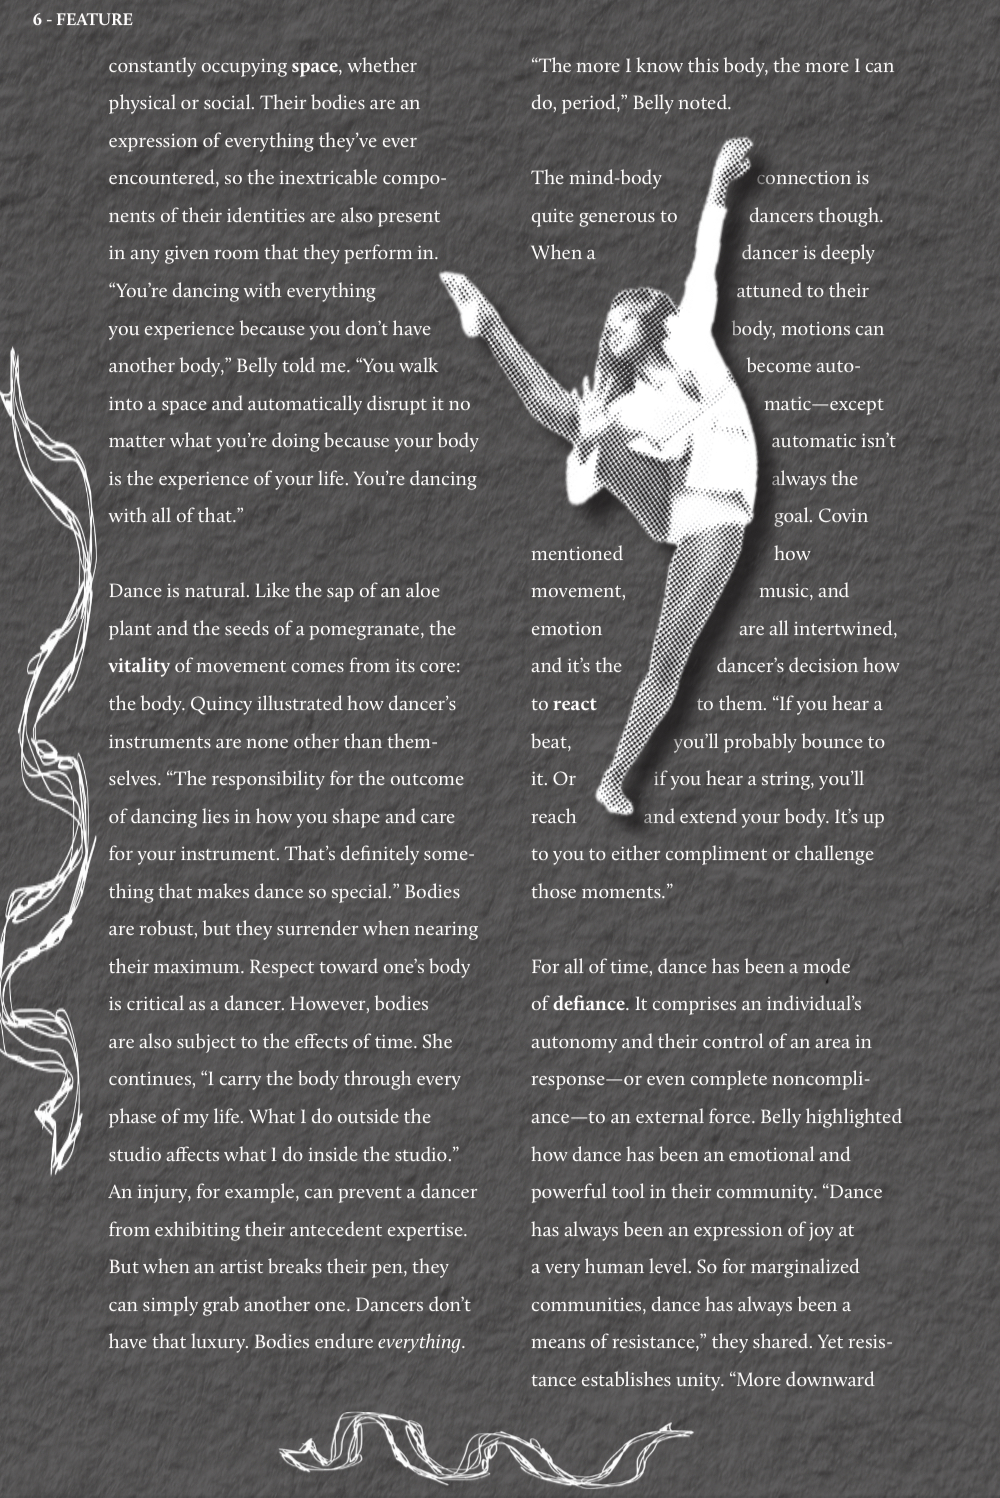 6 - FEATURE
constantly occupying space, whether
physical or social. Their bodies are an
expression of everything they’ve ever
encountered, so the inextricable compo-
nents of their identities are also present
in any given room that they perform in.
“You’re dancing with everything
you experience because you don’t have
another body,” Belly told me. “You walk
into a space and automatically disrupt it no
matter what you’re doing because your body
is the experience of your life. You’re dancing
with all of that.”
Dance is natural. Like the sap of an aloe
plant and the seeds of a pomegranate, the
vitality of movement comes from its core:
the body. Quincy illustrated how dancer’s
instruments are none other than them-
selves. “The responsibility for the outcome
of dancing lies in how you shape and care
for your instrument. That’s definitely some-
thing that makes dance so special.” Bodies
are robust, but they surrender when nearing
their maximum. Respect toward one’s body
is critical as a dancer. However, bodies
are also subject to the effects of time. She
continues, “I carry the body through every
phase of my life. What I do outside the
studio affects what I do inside the studio.”
An injury, for example, can prevent a dancer
from exhibiting their antecedent expertise.
But when an artist breaks their pen, they
can simply grab another one. Dancers don’t
have that luxury. Bodies endure everything.
“The more I know this body, the more I can
do, period,” Belly noted.
The mind-body connection is
quite generous to dancers though.
When a dancer is deeply
attuned to their
body, motions can
become auto-
matic—except
automatic isn’t
always the
goal. Covin
mentioned how
movement, music, and
emotion are all intertwined,
and it’s the dancer’s decision how
to react to them. “If you hear a
beat, you’ll probably bounce to
it. Or if you hear a string, you’ll
reach and extend your body. It’s up
to you to either compliment or challenge
those moments.”
For all of time, dance has been a mode
of defiance. It comprises an individual’s
autonomy and their control of an area in
response—or even complete noncompli-
ance—to an external force. Belly highlighted
how dance has been an emotional and
powerful tool in their community. “Dance
has always been an expression of joy at
a very human level. So for marginalized
communities, dance has always been a
means of resistance,” they shared. Yet resis-
tance establishes unity. “More downward